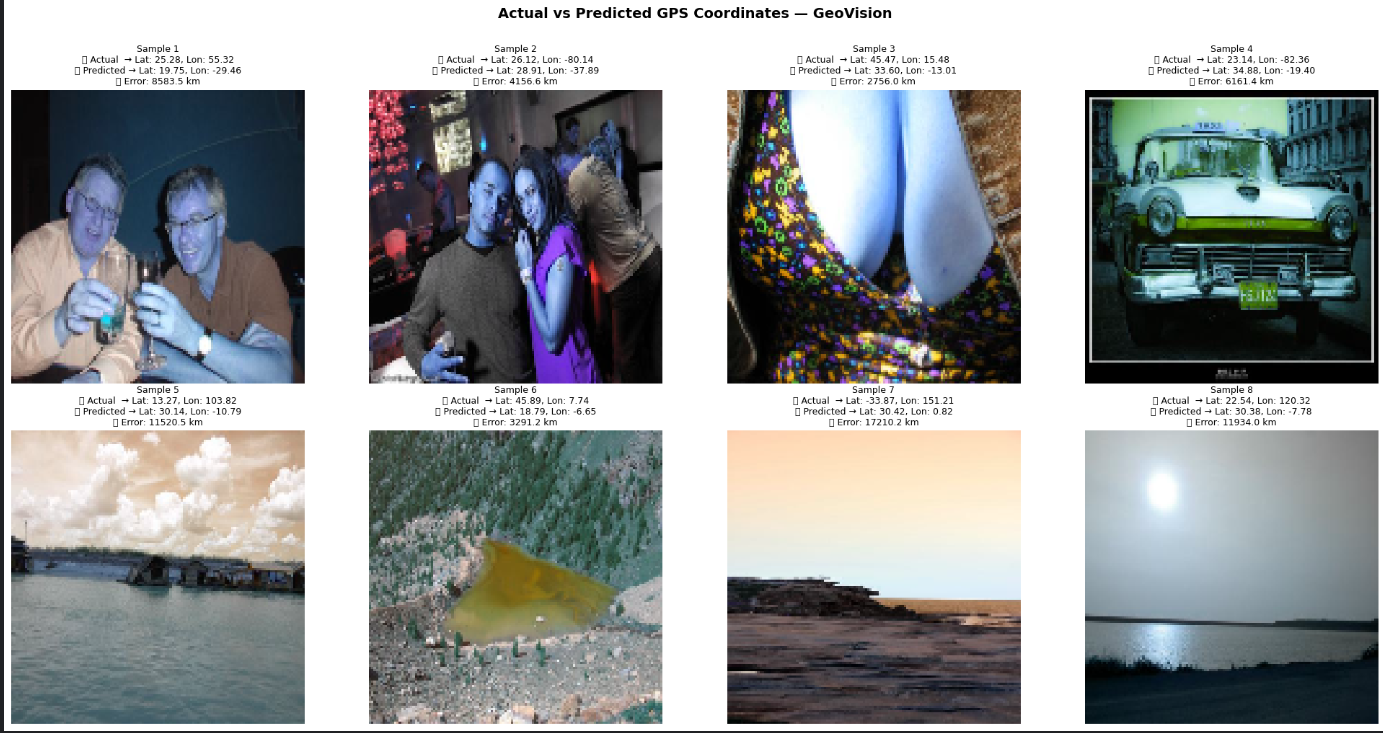 Actual vs Predicted GPS Coordinates — GeoVision
Sample 1
▯ Actual → Lat: 25.28, Lon: 55.32
▯ Predicted → Lat: 19.75, Lon: -29.46
▯ Error: 8583.5 km
Sample 2
▯ Actual → Lat: 26.12, Lon: -80.14
▯ Predicted → Lat: 28.91, Lon: -37.89
▯ Error: 4156.6 km
Sample 3
▯ Actual → Lat: 45.47, Lon: 15.48
▯ Predicted → Lat: 33.60, Lon: -13.01
▯ Error: 2756.0 km
Sample 4
▯ Actual → Lat: 23.14, Lon: -82.36
▯ Predicted → Lat: 34.88, Lon: -19.40
▯ Error: 6161.4 km
TAXI
Sample 5
▯ Actual → Lat: 13.27, Lon: 103.82
▯ Predicted → Lat: 30.14, Lon: -10.79
▯ Error: 11520.5 km
Sample 6
▯ Actual → Lat: 45.89, Lon: 7.74
▯ Predicted → Lat: 18.79, Lon: -6.65
▯ Error: 3291.2 km
Sample 7
▯ Actual → Lat: -33.87, Lon: 151.21
▯ Predicted → Lat: 30.42, Lon: 0.82
▯ Error: 17210.2 km
Sample 8
▯ Actual → Lat: 22.54, Lon: 120.32
▯ Predicted → Lat: 30.38, Lon: -7.78
▯ Error: 11934.0 km